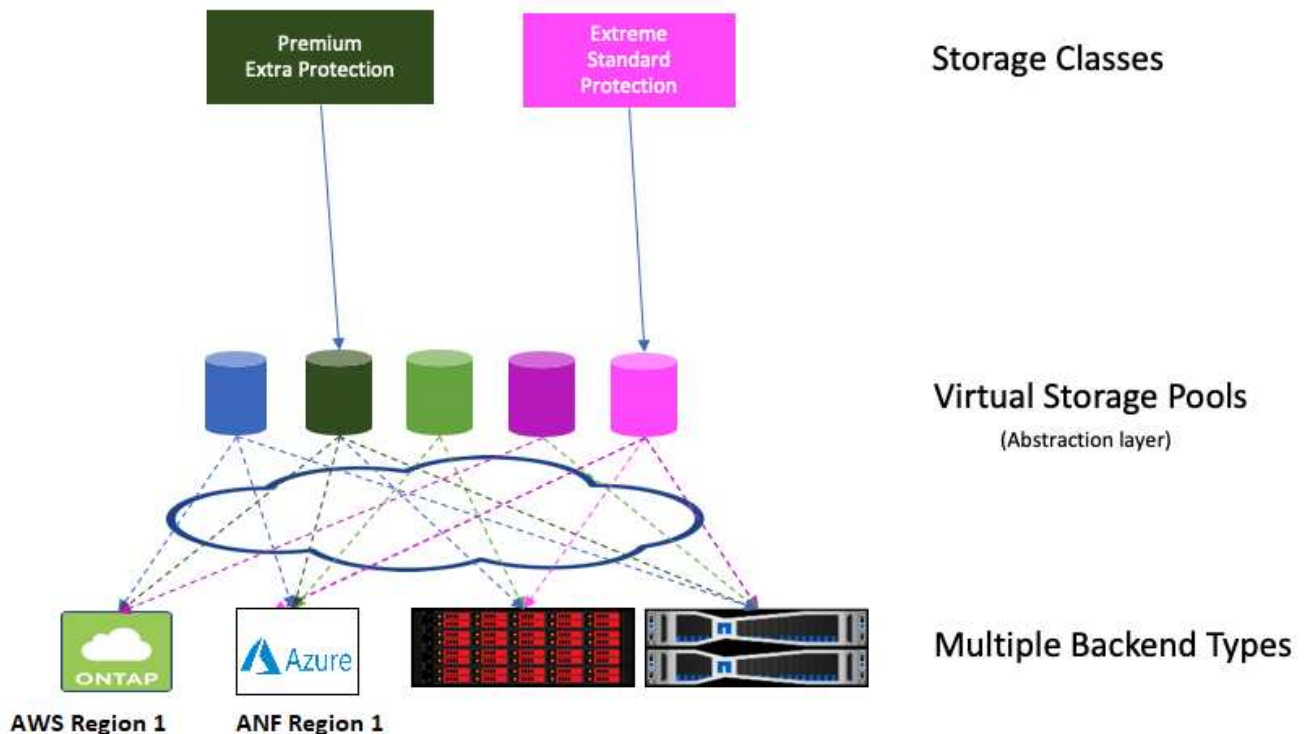 Premium
Extra Protection
Extreme
Standard
Protection
Storage Classes
Virtual Storage Pools
(Abstraction layer)
ONTAP
Azure
Multiple Backend Types
AWS Region 1
ANF Region 1